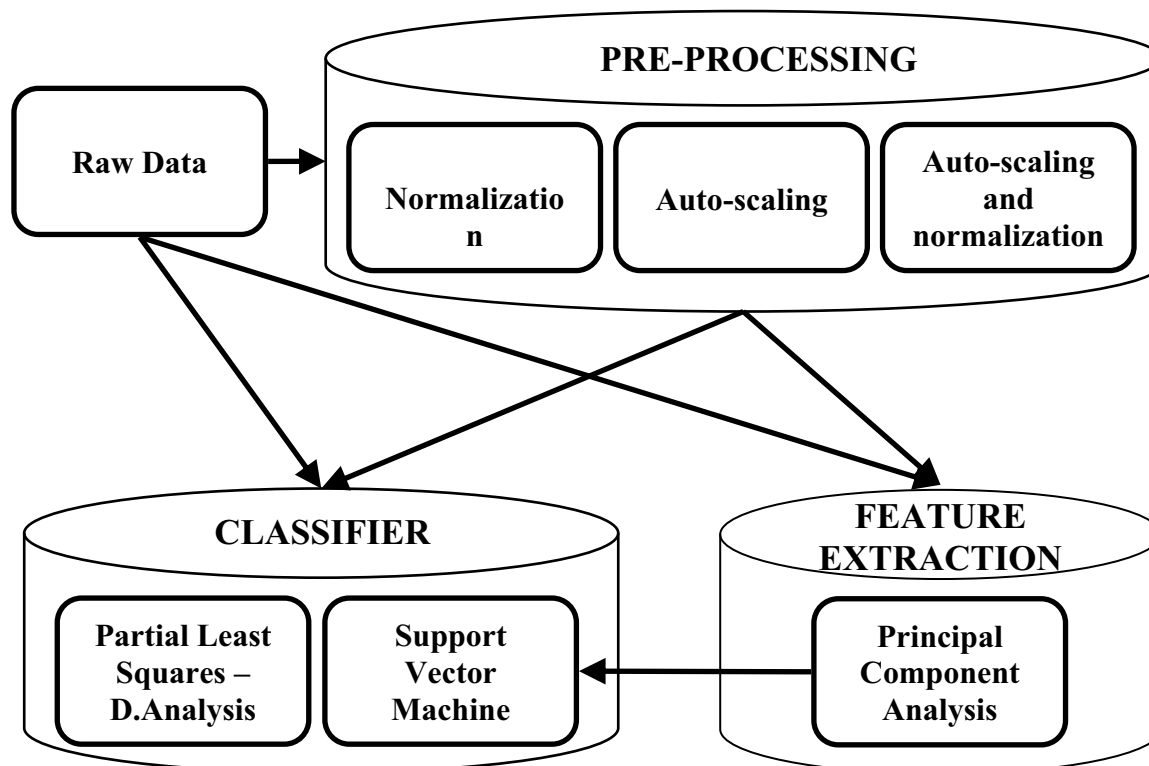 PRE-PROCESSING
Raw Data
Normalizatio
n
Auto-scaling
Auto-scaling
and
normalization
CLASSIFIER
Partial Least
Squares –
D.Analysis
Support
Vector
Machine
FEATURE
EXTRACTION
Principal
Component
Analysis